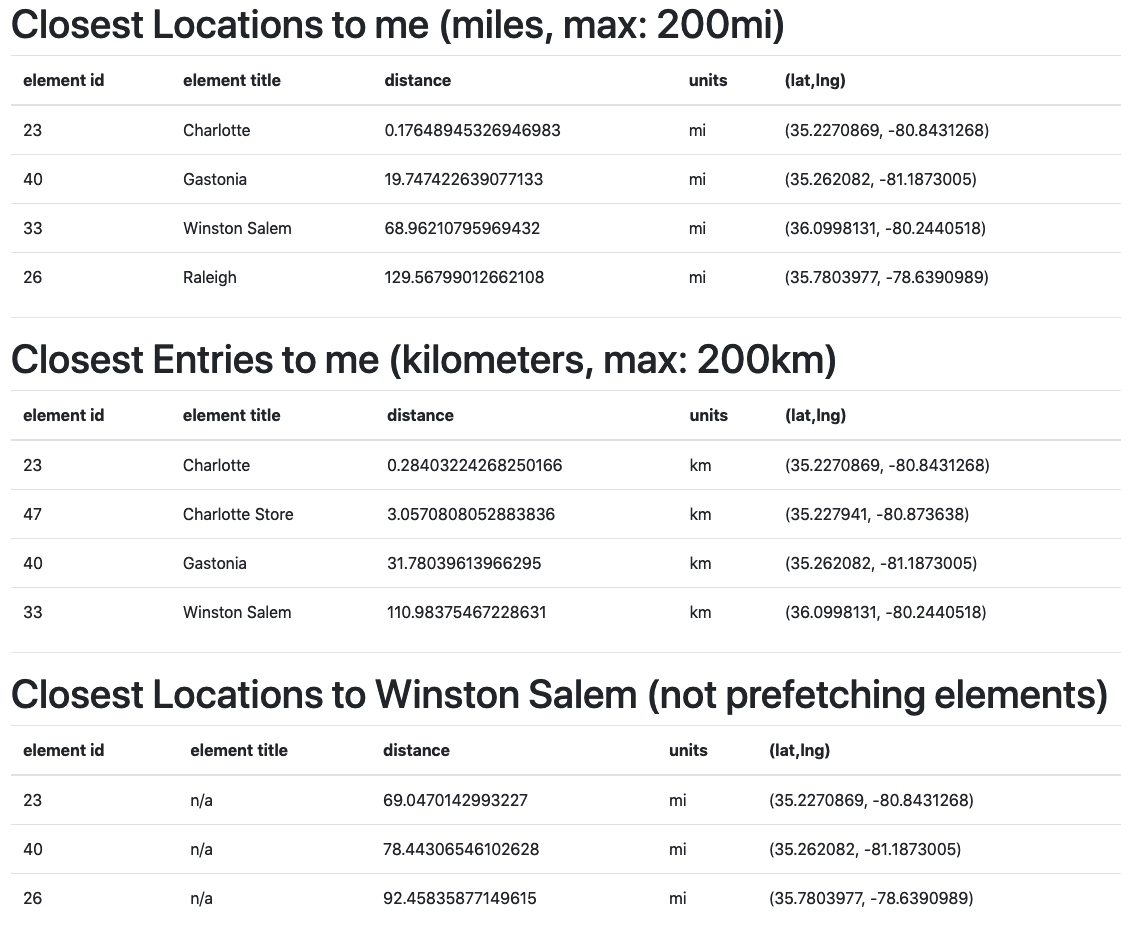 Closest Locations to me (miles, max: 200mi)
element id element title distance units (lat,lng)
23 Charlotte 0.17648945326946983 mi (35.2270869, -80.8431268)
40 Gastonia 19.747422639077133 mi (35.262082, -81.1873005)
33 Winston Salem 68.96210795969432 mi (36.0998131, -80.2440518)
26 Raleigh 129.56799012662108 mi (35.7803977, -78.6390989)
Closest Entries to me (kilometers, max: 200km)
element id element title distance units (lat,lng)
23 Charlotte 0.28403224268250166 km (35.2270869, -80.8431268)
47 Charlotte Store 3.0570808052883836 km (35.227941, -80.873638)
40 Gastonia 31.78039613966295 km (35.262082, -81.1873005)
33 Winston Salem 110.98375467228631 km (36.0998131, -80.2440518)
Closest Locations to Winston Salem (not prefetching elements)
element id element title distance units (lat,lng)
23 n/a 69.0470142993227 mi (35.2270869, -80.8431268)
40 n/a 78.44306546102628 mi (35.262082, -81.1873005)
26 n/a 92.45835877149615 mi (35.7803977, -78.6390989)